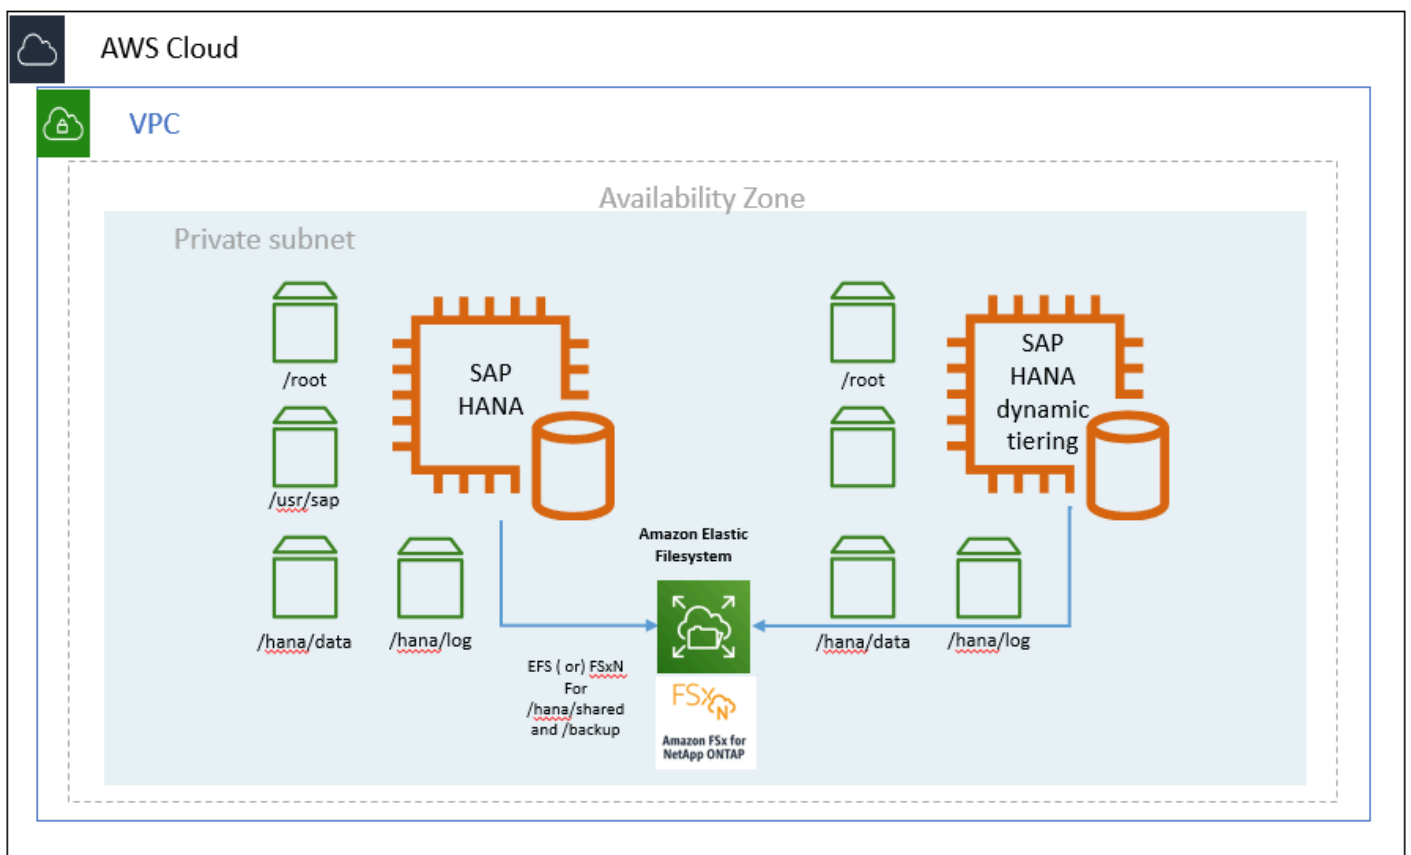 AWS Cloud
VPC
Availability Zone
Private subnet
/root
SAP
HANA
/usr/sap
/hana/data
/hana/log
/root
SAP
HANA
dynamic
tiering
/hana/data
/hana/log
Amazon Elastic
Filesystem
EFS ( or) FSxN
For
/hana/shared
and /backup
FSx
N
Amazon FSx for
NetApp ONTAP